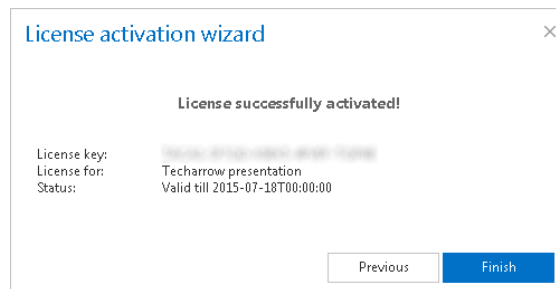 License activation wizard
License successfully activated!
License key:
License for: Techarrow presentation
Status: Valid till 2015-07-18T00:00:00
Previous Finish